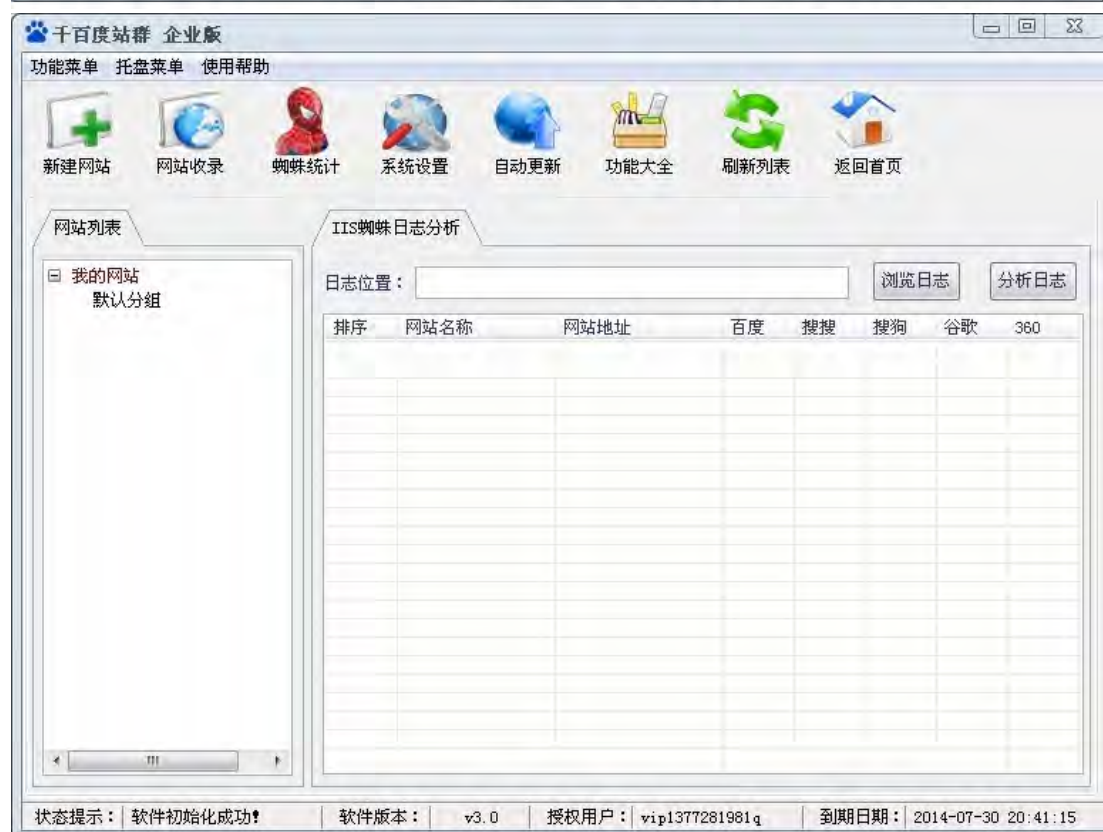 千百度站群 企业版
功能菜单 托盘菜单 使用帮助
新建网站 网站收录 蜘蛛统计 系统设置 自动更新 功能大全 刷新列表 返回首页
网站列表 IIS蜘蛛日志分析
我的网站
默认分组
日志位置： 浏览日志 分析日志
排序 网站名称 网站地址 百度 搜搜 搜狗 谷歌 360
状态提示： 软件初始化成功! 软件版本： v3.0 授权用户： vip1377281981q 到期日期： 2014-07-30 20:41:15